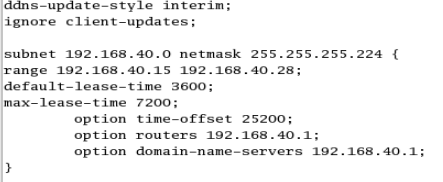 ddns-update-style interim;
ignore client-updates;

subnet 192.168.40.0 netmask 255.255.255.224 {
range 192.168.40.15 192.168.40.28;
default-lease-time 3600;
max-lease-time 7200;
        option time-offset 25200;
        option routers 192.168.40.1;
        option domain-name-servers 192.168.40.1;
}